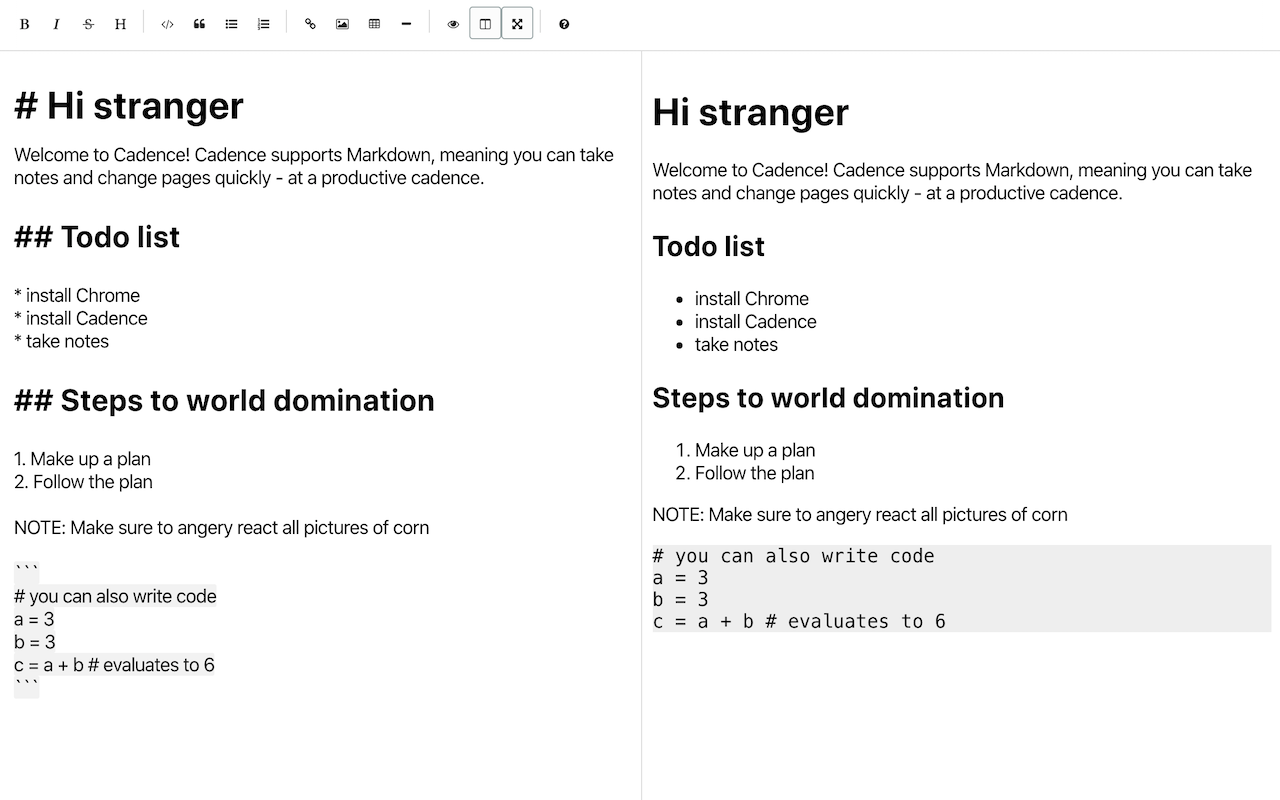 B I S H
# Hi stranger
Welcome to Cadence! Cadence supports Markdown, meaning you can take
notes and change pages quickly - at a productive cadence.
## Todo list
* install Chrome
* install Cadence
* take notes
## Steps to world domination
1. Make up a plan
2. Follow the plan
NOTE: Make sure to angery react all pictures of corn
```
# you can also write code
a = 3
b = 3
c = a + b # evaluates to 6
```
Hi stranger
Welcome to Cadence! Cadence supports Markdown, meaning you can take
notes and change pages quickly - at a productive cadence.
Todo list
• install Chrome
• install Cadence
• take notes
Steps to world domination
1. Make up a plan
2. Follow the plan
NOTE: Make sure to angery react all pictures of corn
# you can also write code
a = 3
b = 3
c = a + b # evaluates to 6